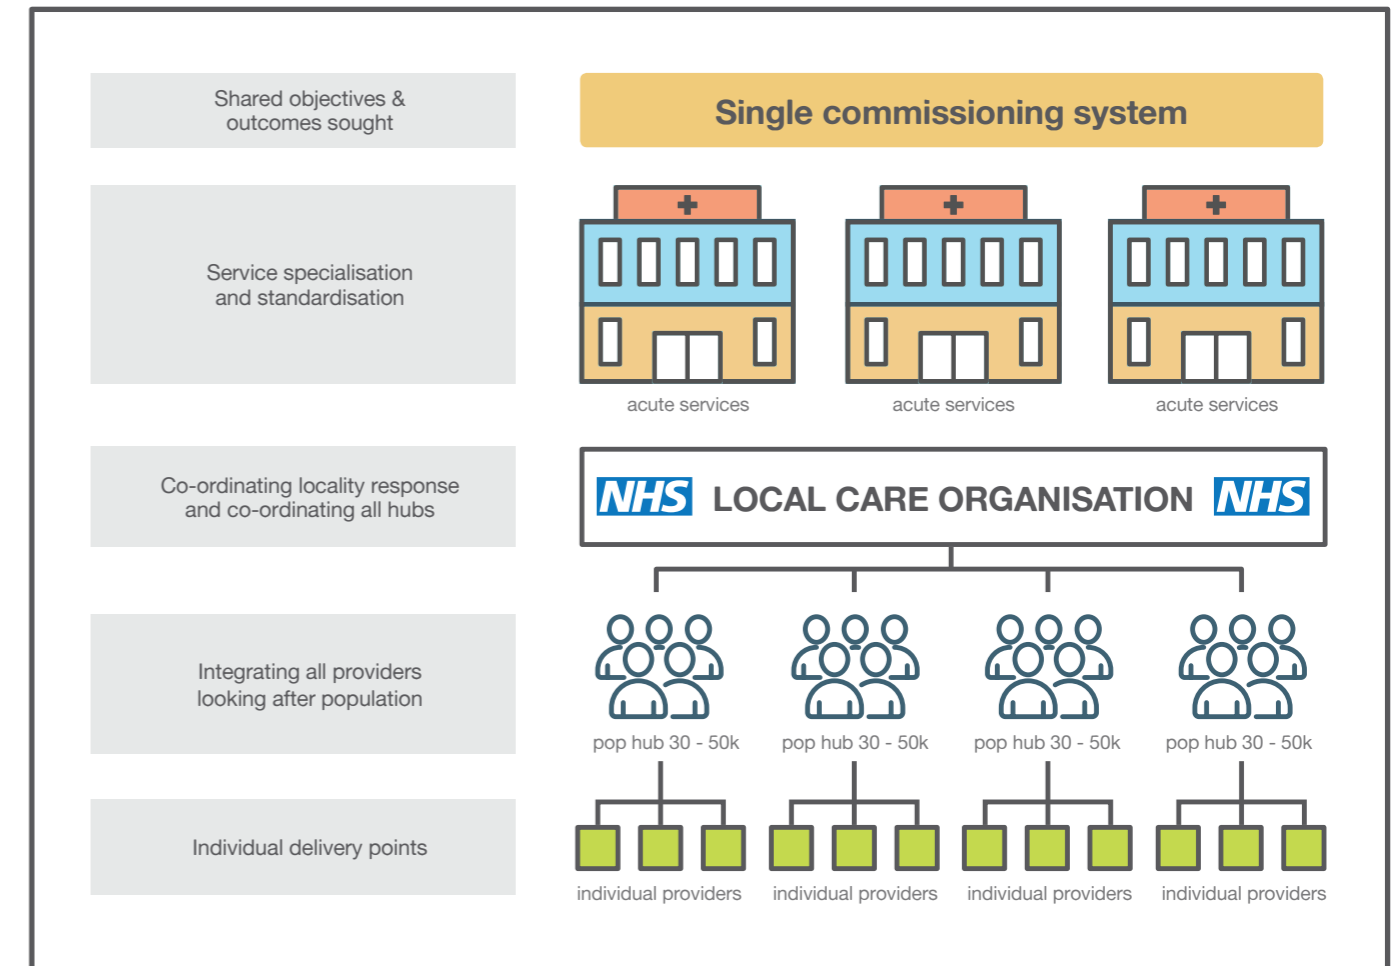 Shared objectives &
outcomes sought
Single commissioning system
Service specialisation
and standardisation
acute services
acute services
acute services
Co-ordinating locality response
and co-ordinating all hubs
NHS LOCAL CARE ORGANISATION NHS
Integrating all providers
looking after population
pop hub 30 - 50k
pop hub 30 - 50k
pop hub 30 - 50k
pop hub 30 - 50k
Individual delivery points
individual providers
individual providers
individual providers
individual providers